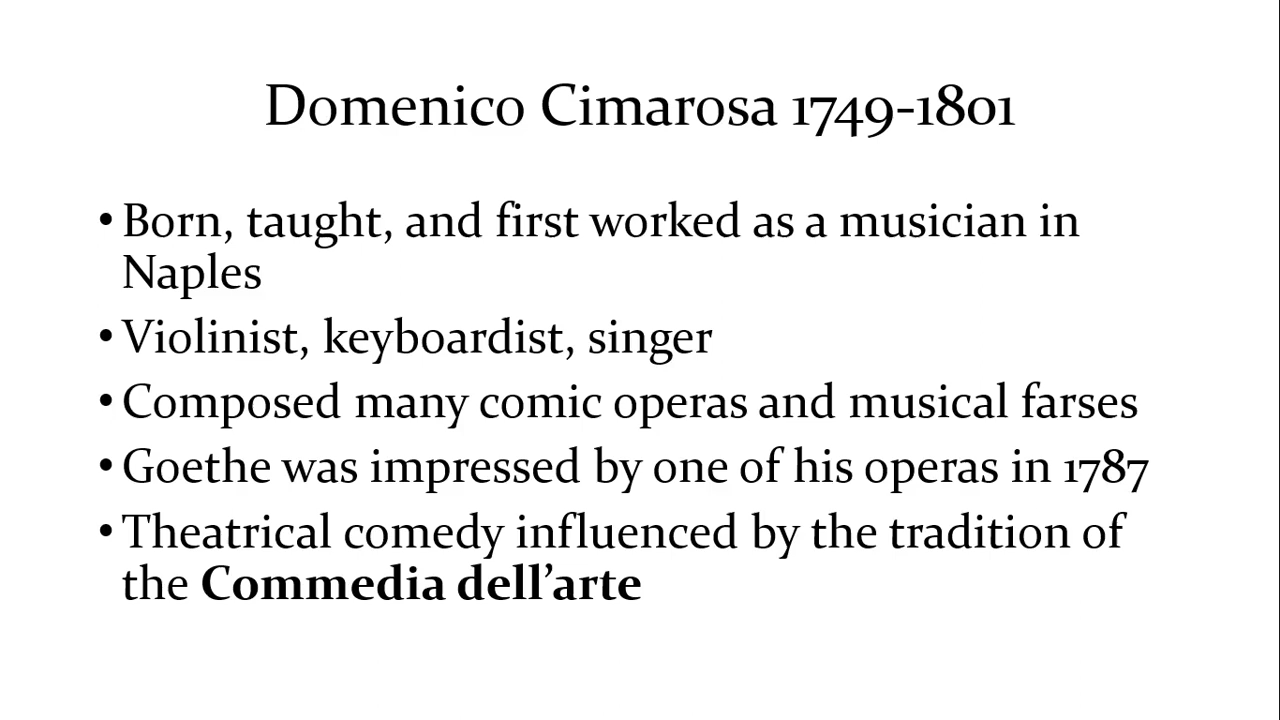 Domenico Cimarosa 1749-1801
• Born, taught, and first worked as a musician in
Naples
• Violinist, keyboardist, singer
• Composed many comic operas and musical farses
• Goethe was impressed by one of his operas in 1787
• Theatrical comedy influenced by the tradition of
the Commedia dell’arte